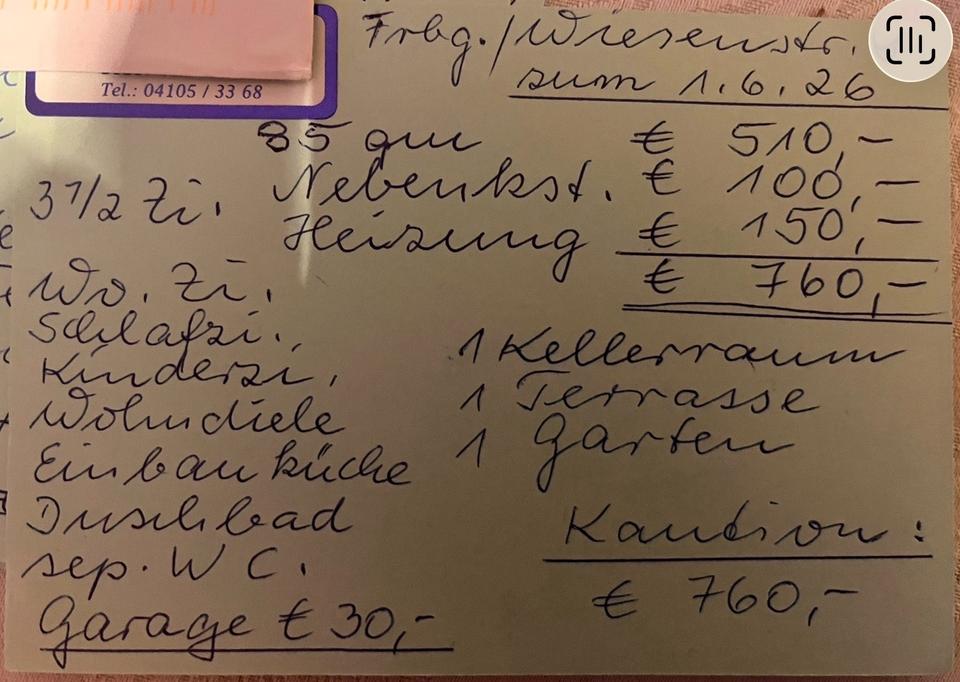 Frbg. / Wiesenstr.
zum 1.6.26
Tel.: 04105 / 33 68
85 qm € 510,–
3 1/2 Zi. Nebenkst. € 100,–
Heizung € 150,–
€ 760,–
Wo. Zi.
Schlafzi.,
Kinderzi,
Wohndiele
Einbauküche
Duschbad
sep. WC.
Garage € 30,–
1 Kellerraum
1 Terrasse
1 Garten
Kaution:
€ 760,–